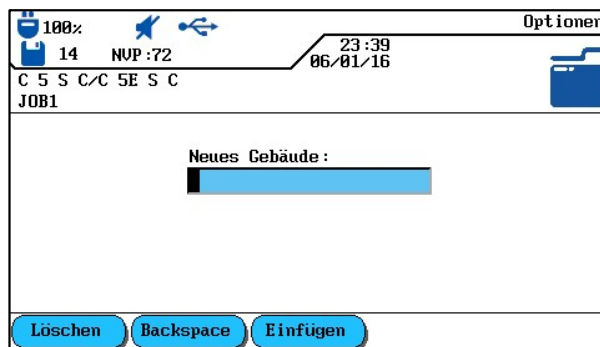 100%
Optionen
14 NVP:72
23:39
06/01/16
C 5 S C/C 5E S C
JOB1
Neues Gebäude:
Löschen Backspace Einfügen